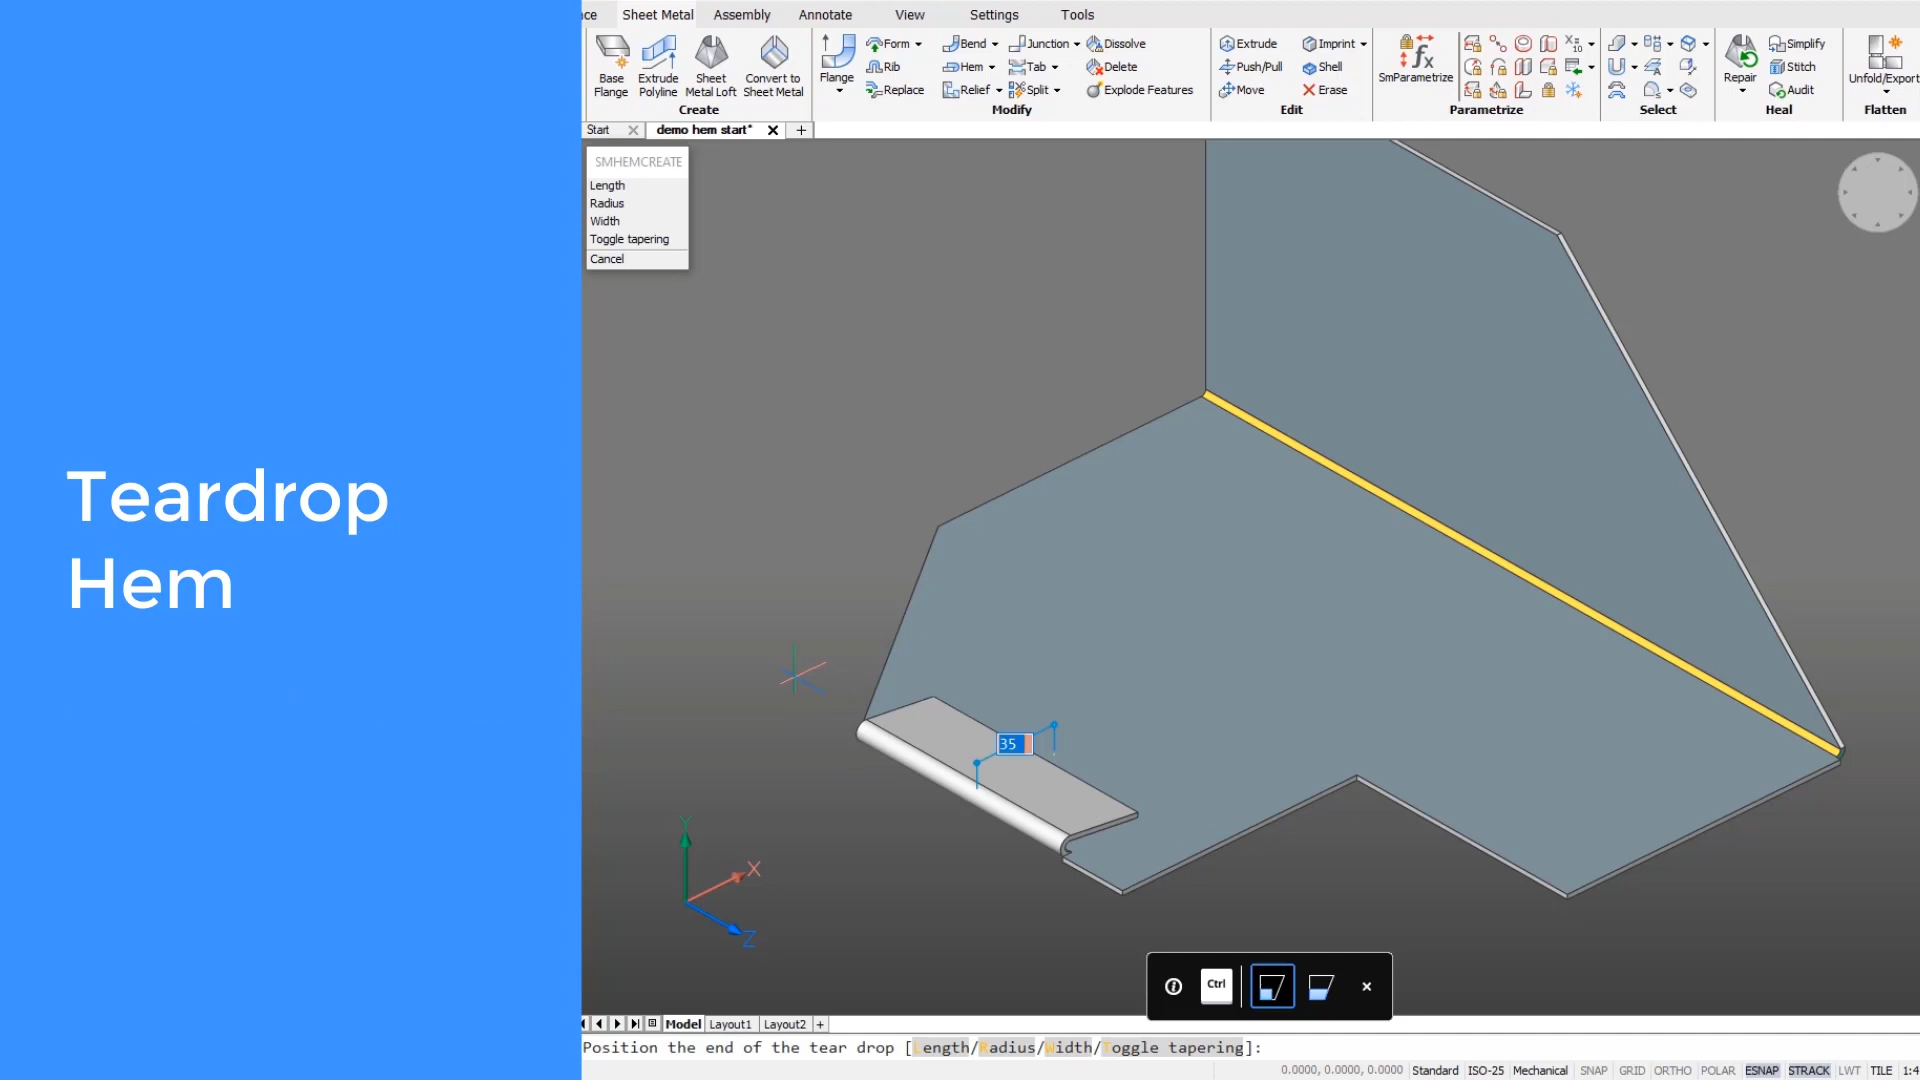 Teardrop
Hem
ce Sheet Metal Assembly Annotate View Settings Tools
Base Flange
Extrude Polyline
Sheet Metal Loft
Convert to Sheet Metal
Create
Flange
Form Bend Junction Dissolve
Rib Hem Tab Delete
Replace Relief Split Explode Features
Modify
Extrude Imprint
Push/Pull Shell
Move Erase
Edit
SmParametrize
fx
X= 10
Parametrize
Select
Repair
Simplify
Stitch
Audit
Heal
Unfold/Export
Flatten
Start demo hem start* +
SMHEMCREATE
Length
Radius
Width
Toggle tapering
Cancel
35
Y
X
Z
Ctrl
Model Layout1 Layout2 +
Position the end of the tear drop [Length/Radius/Width/Toggle tapering]:
0.0000, 0.0000, 0.0000 Standard ISO-25 Mechanical SNAP GRID ORTHO POLAR ESNAP STRACK LWT TILE 1:4